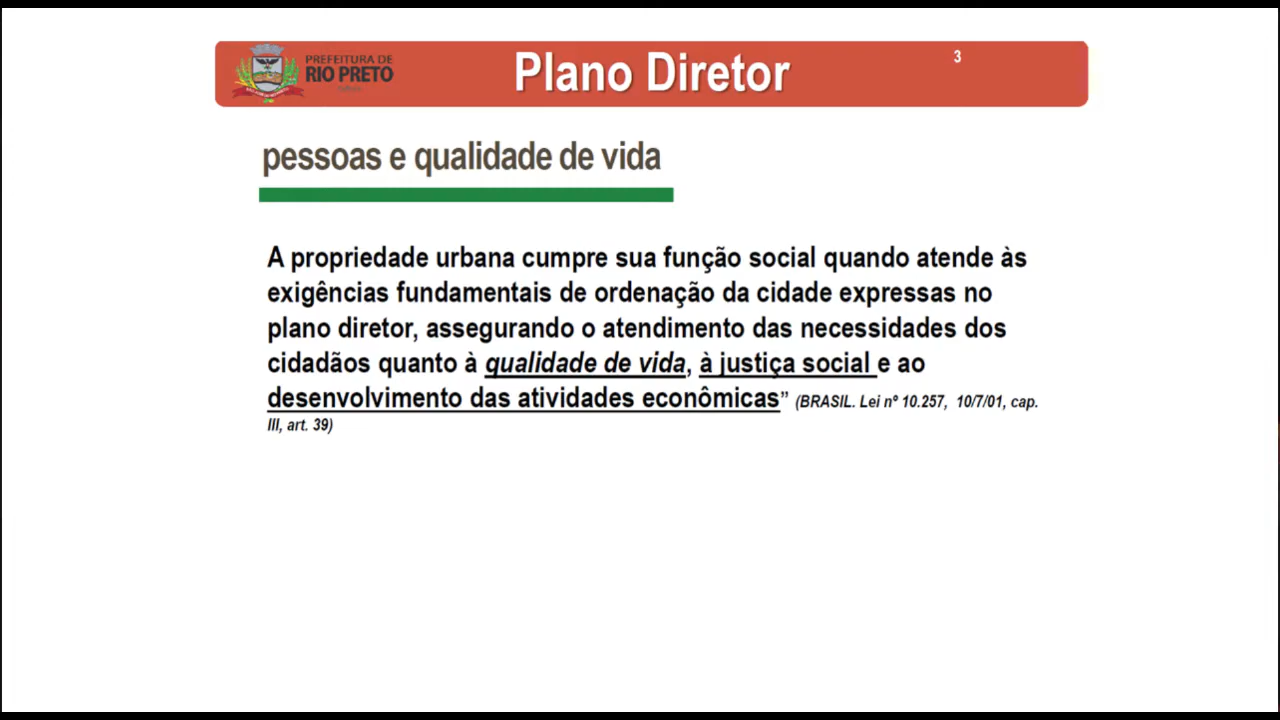 PREFEITURA DE
RIO PRETO
Plano Diretor
3
pessoas e qualidade de vida
A propriedade urbana cumpre sua função social quando atende às
exigências fundamentais de ordenação da cidade expressas no
plano diretor, assegurando o atendimento das necessidades dos
cidadãos quanto à qualidade de vida, à justiça social e ao
desenvolvimento das atividades econômicas” (BRASIL. Lei nº 10.257, 10/7/01, cap.
III, art. 39)